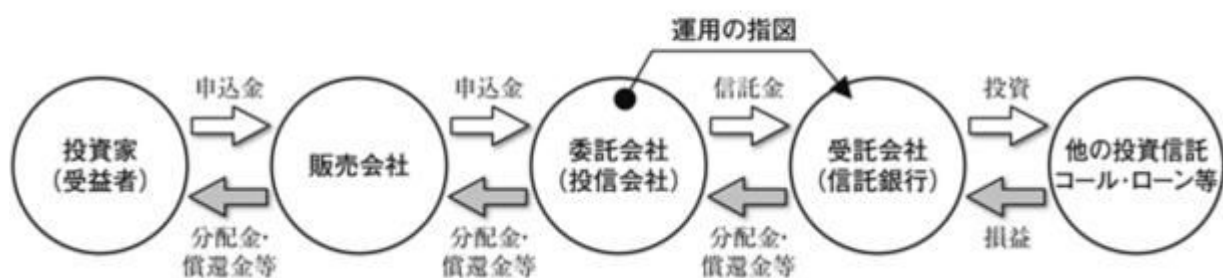 運用の指図
申込金
申込金
信託金
投資
投資家
(受益者)
販売会社
委託会社
(投信会社)
受託会社
(信託銀行)
他の投資信託
コール・ローン等
分配金・
償還金等
分配金・
償還金等
分配金・
償還金等
損益